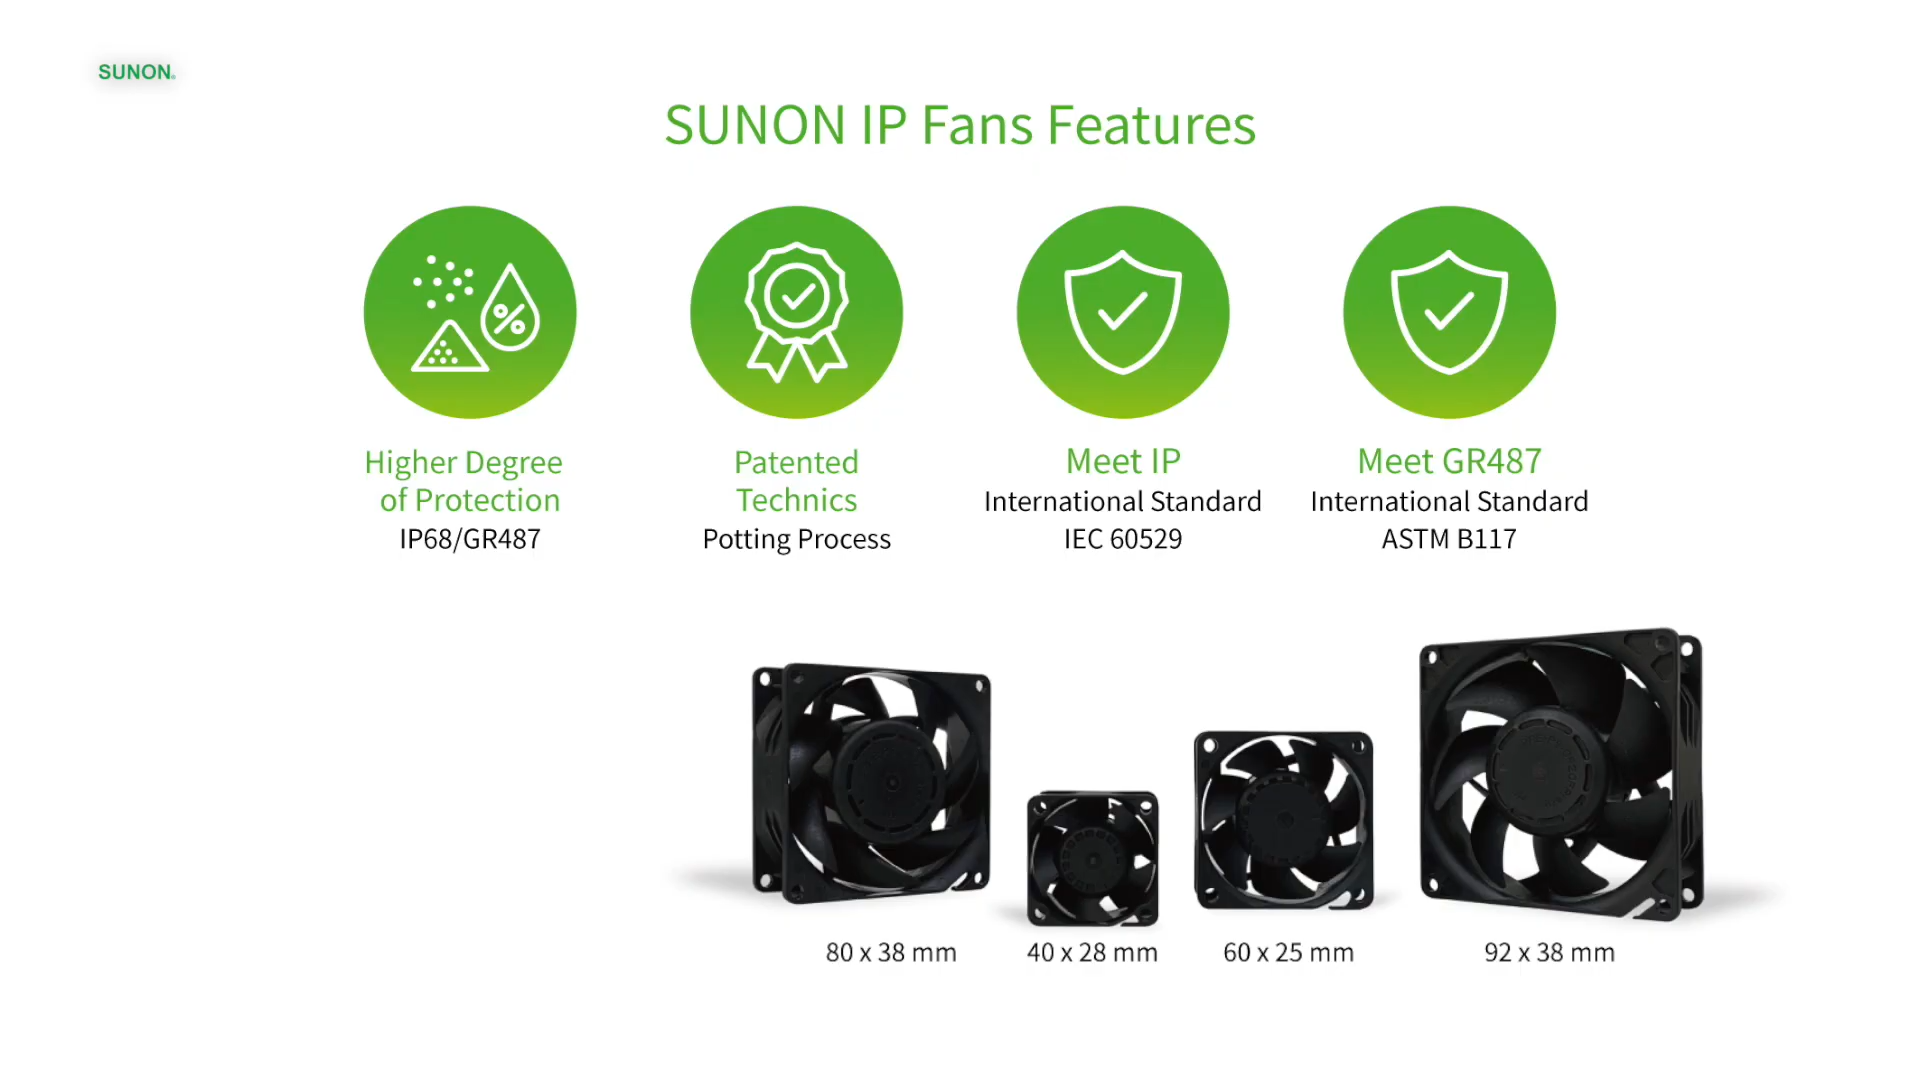 SUNON
SUNON IP Fans Features
Higher Degree
of Protection
IP68/GR487
Patented
Technics
Potting Process
Meet IP
International Standard
IEC 60529
Meet GR487
International Standard
ASTM B117
80 x 38 mm
40 x 28 mm
60 x 25 mm
92 x 38 mm